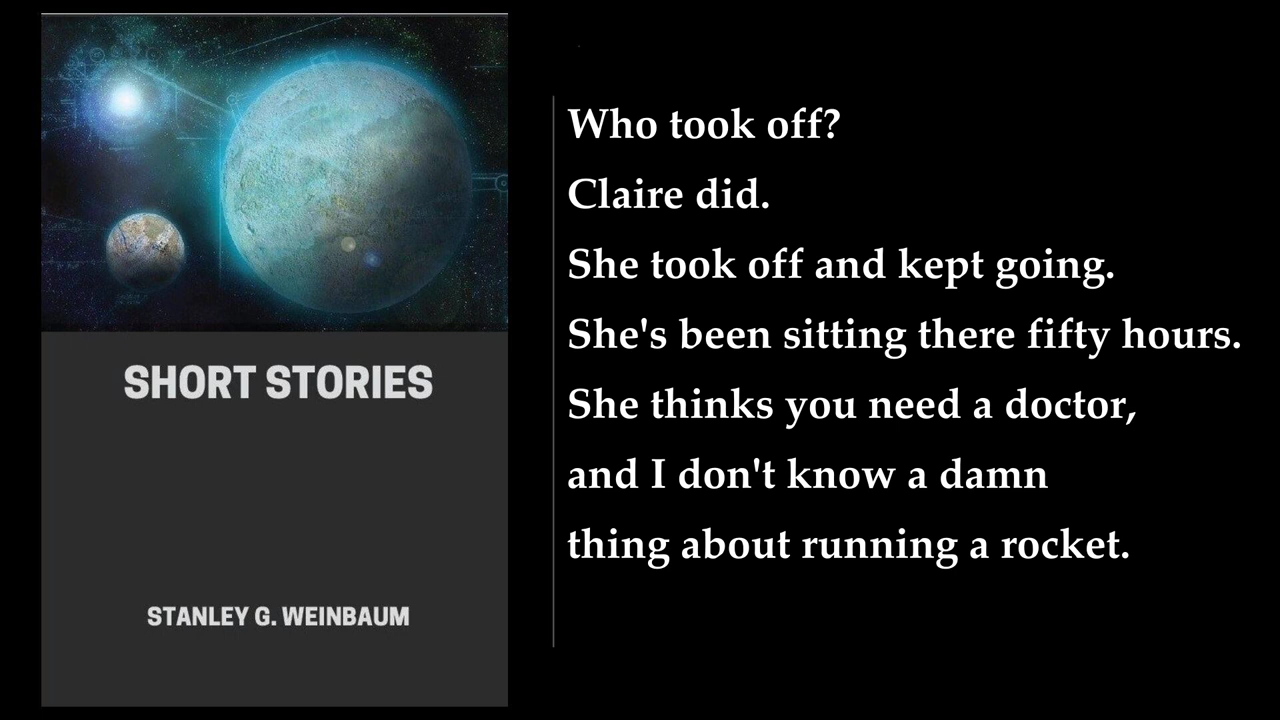 SHORT STORIES
STANLEY G. WEINBAUM
Who took off?
Claire did.
She took off and kept going.
She's been sitting there fifty hours.
She thinks you need a doctor,
and I don't know a damn
thing about running a rocket.